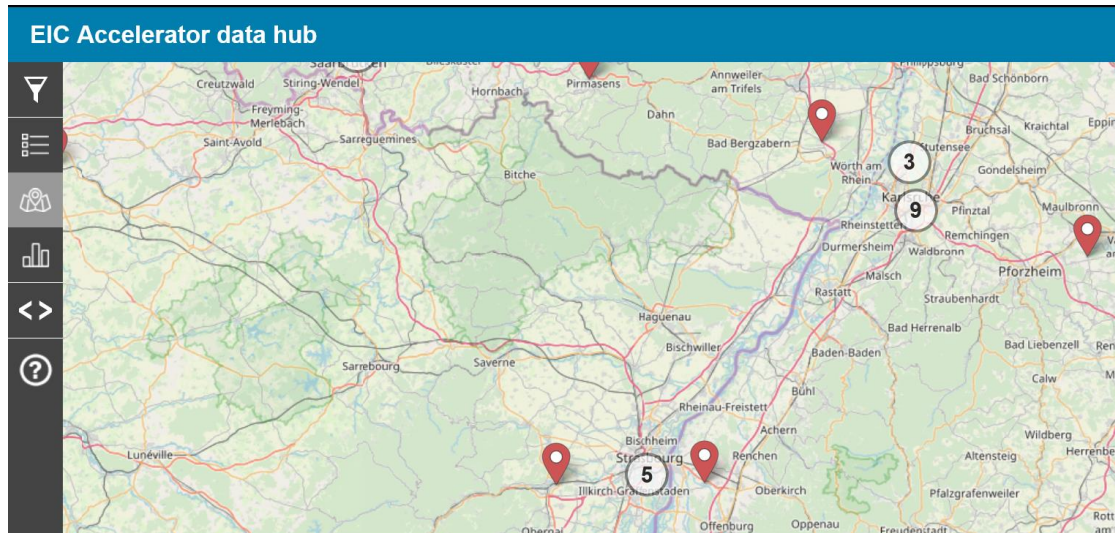 EIC Accelerator data hub
Creutzwald
Stiring-Wendel
Hornbach
Pirmasens
Annweiler
am Trifels
Bad Schönborn
Freyming-
Merlebach
Saint-Avold
Sarreguemines
Dahn
Bad Bergzabern
Bruchsal
Kraichtal
Bitche
Wörth am
Rhein
3
Gondelsheim
9
Pfinztal
Maulbronn
Rheinstetten
Remchingen
Durmersheim
Waldbronn
Malsch
Pforzheim
Rastatt
Straubenhardt
Haguenau
Bad Herrenalb
Bischwiller
Baden-Baden
Bad Liebenzell
Sarrebourg
Saverne
Calw
Bühl
Rheinau-Freistett
Achern
Wildberg
Bischheim
Lunéville
Strasbourg
Renchen
Altensteig
5
Illkirch-Graffenstaden
Oberkirch
Pfalzgrafenweiler
Offenburg
Oppenau